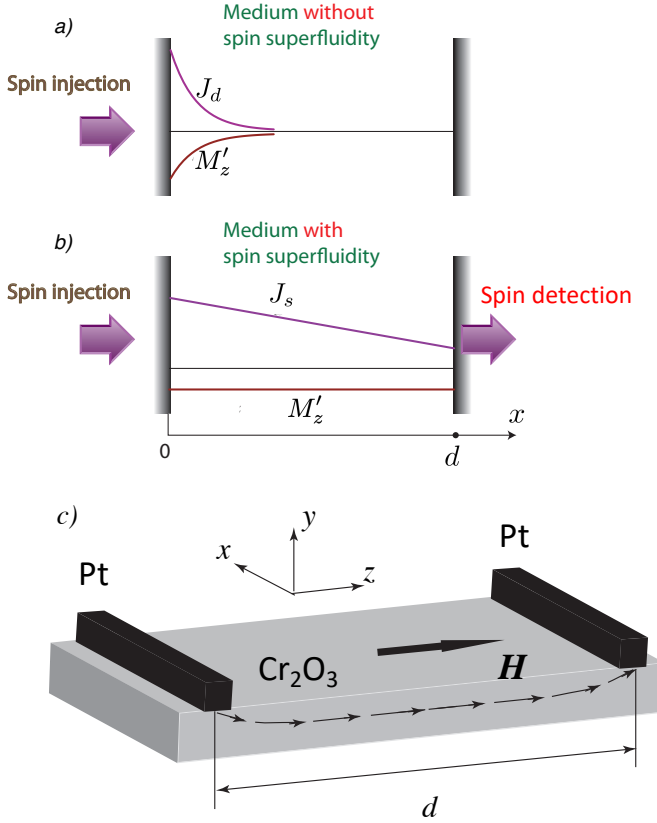 a)
Medium without
spin superfluidity
Spin injection
J_d
M'_z
b)
Medium with
spin superfluidity
Spin injection
J_s
Spin detection
M'_z
x
0
d
c)
y
x
z
Pt
Pt
Cr₂O₃
H
d